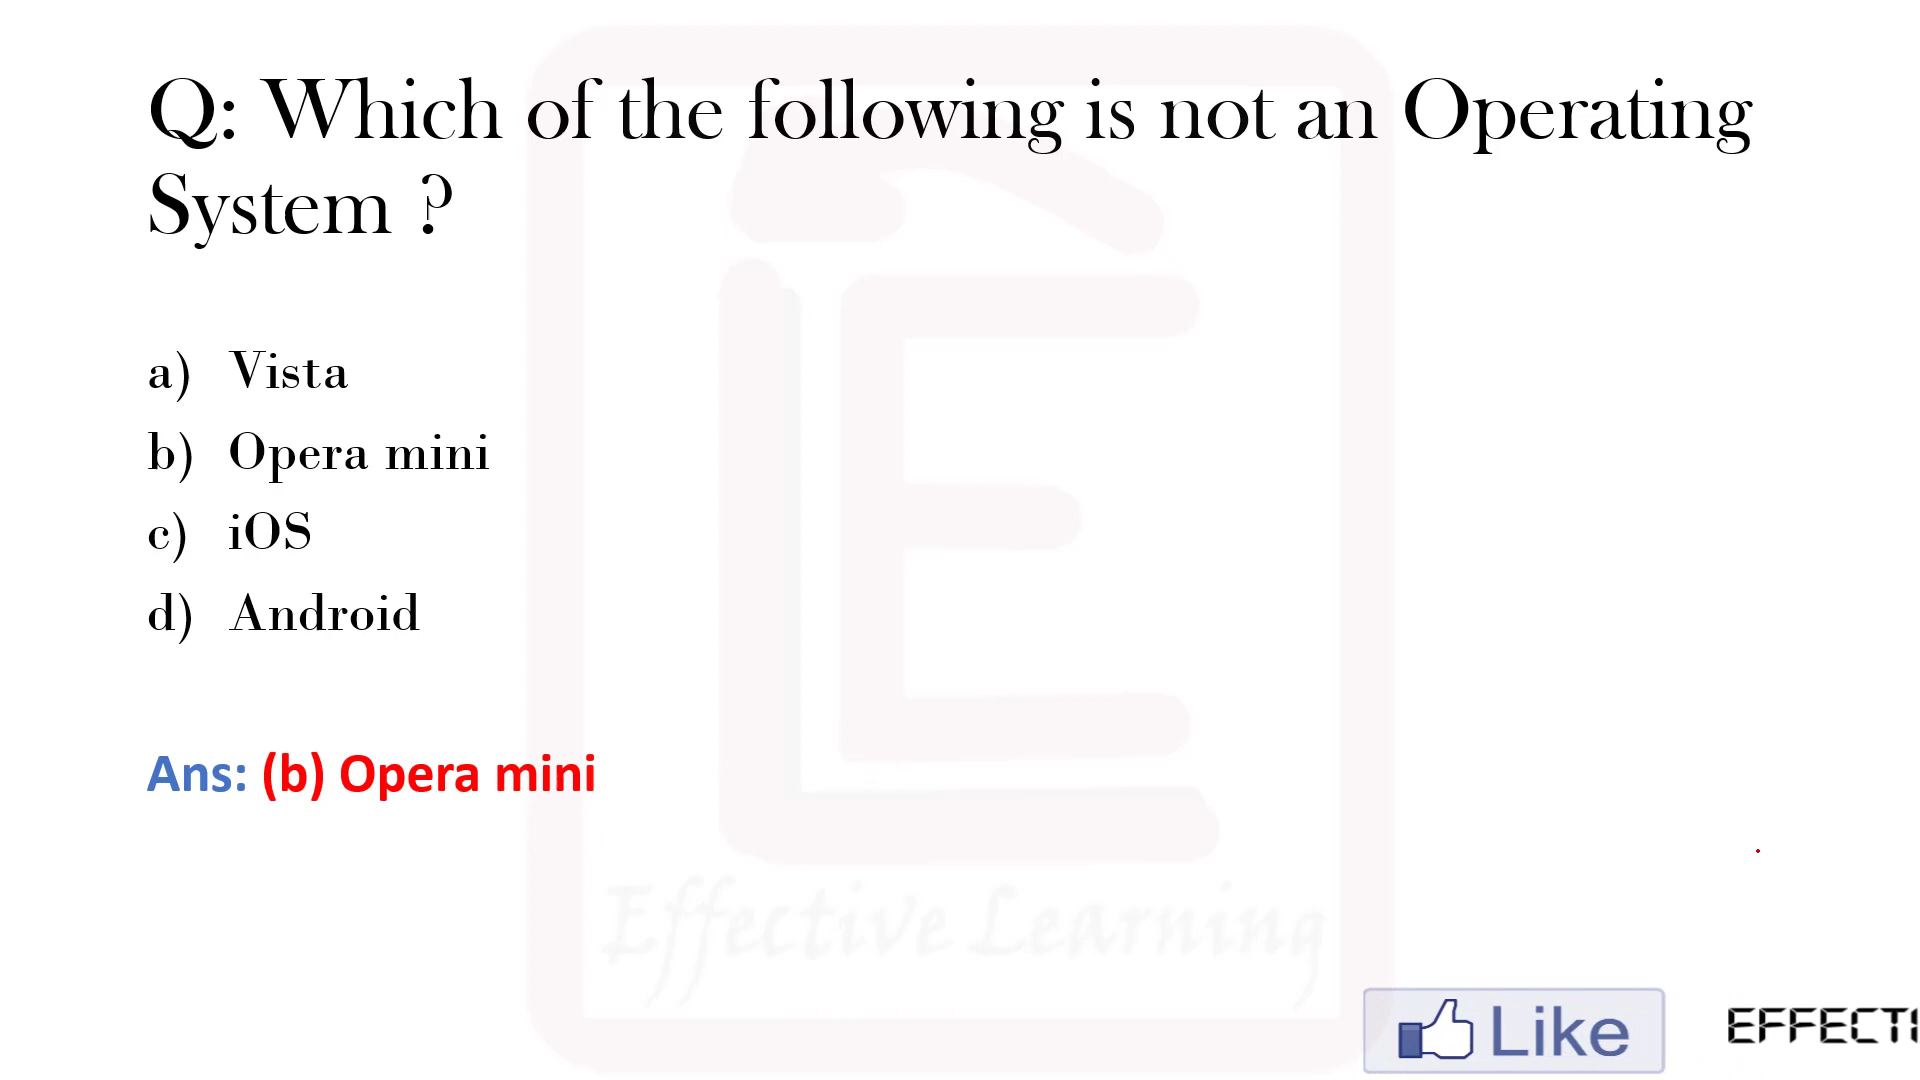 Q: Which of the following is not an Operating
System ?
a) Vista
b) Opera mini
c) iOS
d) Android
Ans: (b) Opera mini
Effective Learning
Like
EFFECTI